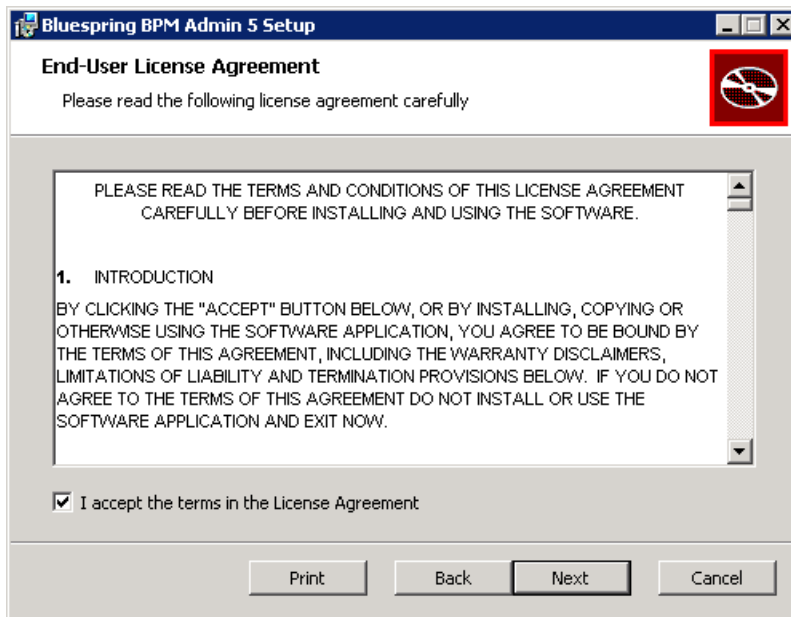 Bluespring BPM Admin 5 Setup
End-User License Agreement
Please read the following license agreement carefully
PLEASE READ THE TERMS AND CONDITIONS OF THIS LICENSE AGREEMENT
CAREFULLY BEFORE INSTALLING AND USING THE SOFTWARE.
1. INTRODUCTION
BY CLICKING THE "ACCEPT" BUTTON BELOW, OR BY INSTALLING, COPYING OR
OTHERWISE USING THE SOFTWARE APPLICATION, YOU AGREE TO BE BOUND BY
THE TERMS OF THIS AGREEMENT, INCLUDING THE WARRANTY DISCLAIMERS,
LIMITATIONS OF LIABILITY AND TERMINATION PROVISIONS BELOW. IF YOU DO NOT
AGREE TO THE TERMS OF THIS AGREEMENT DO NOT INSTALL OR USE THE
SOFTWARE APPLICATION AND EXIT NOW.
I accept the terms in the License Agreement
Print Back Next Cancel